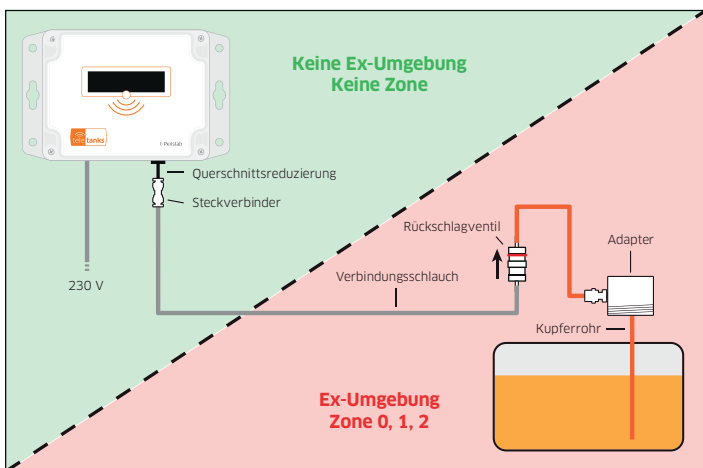 Keine Ex-Umgebung
Keine Zone
tele tanks
t-Pentalab
Querschnittsreduzierung
Steckverbinder
230 V
Rückschlagventil
Adapter
Verbindungsschlauch
Kupferrohr
Ex-Umgebung
Zone 0, 1, 2